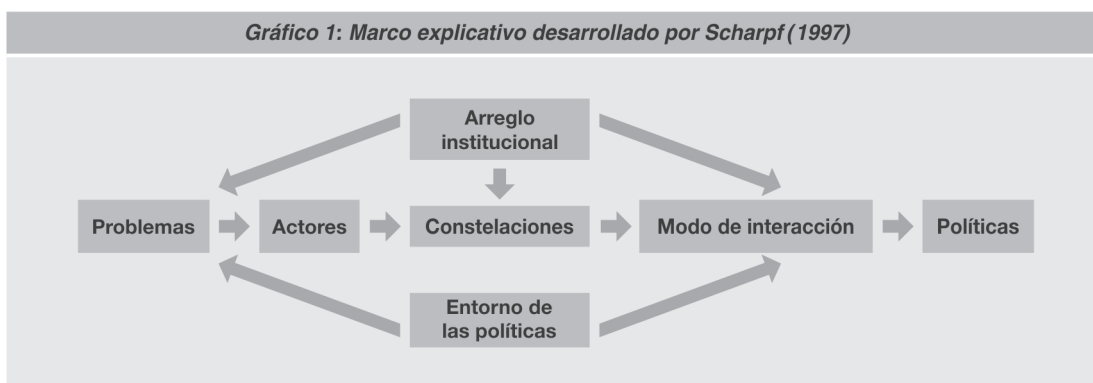 Gráfico 1: Marco explicativo desarrollado por Scharpf (1997)
Arreglo
institucional
Problemas
Actores
Constelaciones
Modo de interacción
Políticas
Entorno de
las políticas